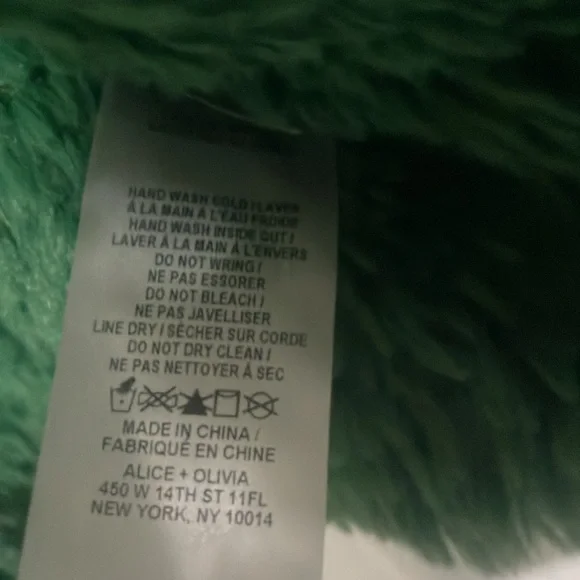 HAND WASH COLD / LAVER
À LA MAIN À L'EAU FROIDE
HAND WASH INSIDE OUT /
LAVER À LA MAIN À L'ENVERS
DO NOT WRING /
NE PAS ESSORER
DO NOT BLEACH /
NE PAS JAVELLISER
LINE DRY / SÉCHER SUR CORDE
DO NOT DRY CLEAN /
NE PAS NETTOYER À SEC
MADE IN CHINA /
FABRIQUÉ EN CHINE
ALICE + OLIVIA
450 W 14TH ST 11FL
NEW YORK, NY 10014